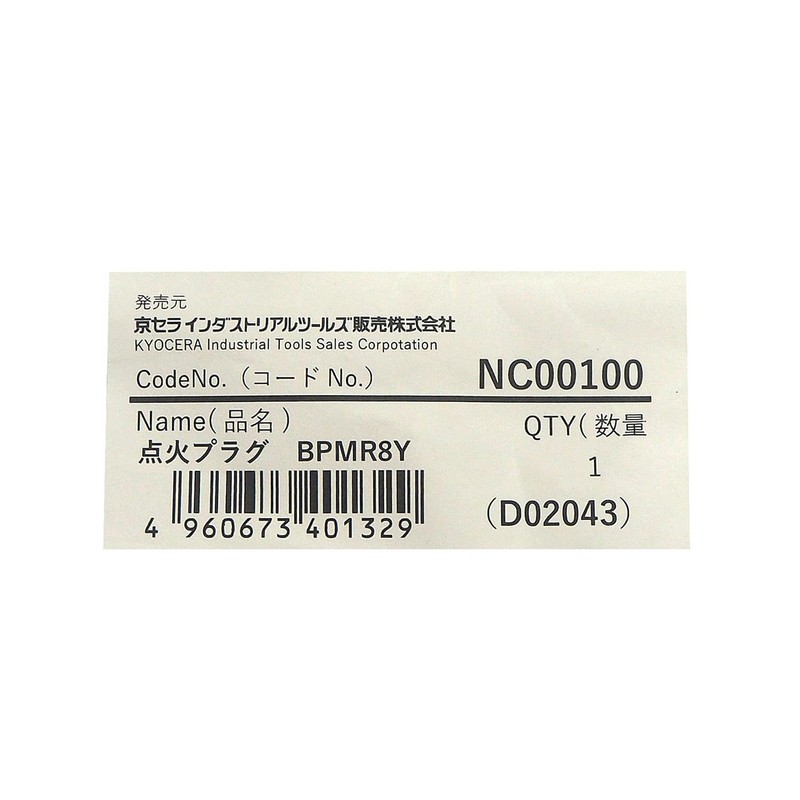 発売元
京セラ インダストリアルツールズ販売株式会社
KYOCERA Industrial Tools Sales Corpotation
CodeNo.（コード No.） NC00100
Name( 品名 ) QTY( 数量
点火プラグ BPMR8Y
1
4 960673 401329 （D02043）